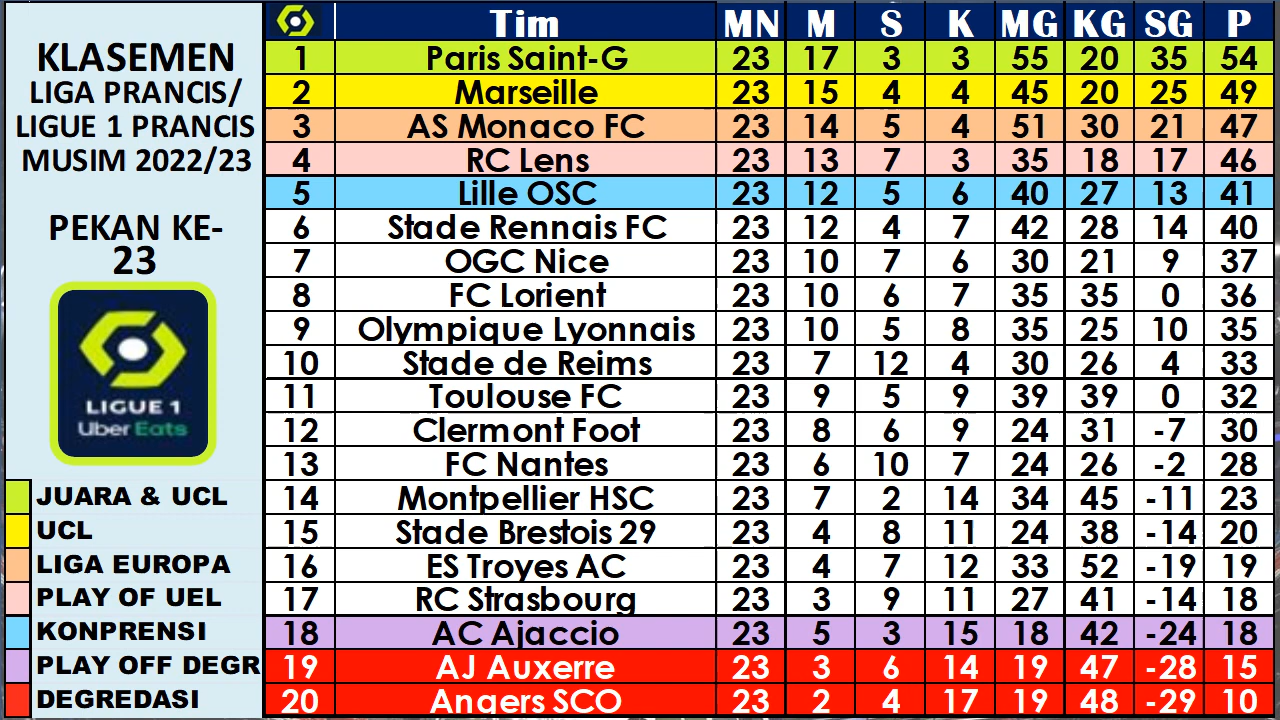 KLASEMEN
LIGA PRANCIS/
LIGUE 1 PRANCIS
MUSIM 2022/23
PEKAN KE-
23
LIGUE 1
Uber Eats
JUARA & UCL
UCL
LIGA EUROPA
PLAY OF UEL
KONPRENSI
PLAY OFF DEGR
DEGREDASI
Tim MN M S K MG KG SG P
1 Paris Saint-G 23 17 3 3 55 20 35 54
2 Marseille 23 15 4 4 45 20 25 49
3 AS Monaco FC 23 14 5 4 51 30 21 47
4 RC Lens 23 13 7 3 35 18 17 46
5 Lille OSC 23 12 5 6 40 27 13 41
6 Stade Rennais FC 23 12 4 7 42 28 14 40
7 OGC Nice 23 10 7 6 30 21 9 37
8 FC Lorient 23 10 6 7 35 35 0 36
9 Olympique Lyonnais 23 10 5 8 35 25 10 35
10 Stade de Reims 23 7 12 4 30 26 4 33
11 Toulouse FC 23 9 5 9 39 39 0 32
12 Clermont Foot 23 8 6 9 24 31 -7 30
13 FC Nantes 23 6 10 7 24 26 -2 28
14 Montpellier HSC 23 7 2 14 34 45 -11 23
15 Stade Brestois 29 23 4 8 11 24 38 -14 20
16 ES Troyes AC 23 4 7 12 33 52 -19 19
17 RC Strasbourg 23 3 9 11 27 41 -14 18
18 AC Ajaccio 23 5 3 15 18 42 -24 18
19 AJ Auxerre 23 3 6 14 19 47 -28 15
20 Angers SCO 23 2 4 17 19 48 -29 10